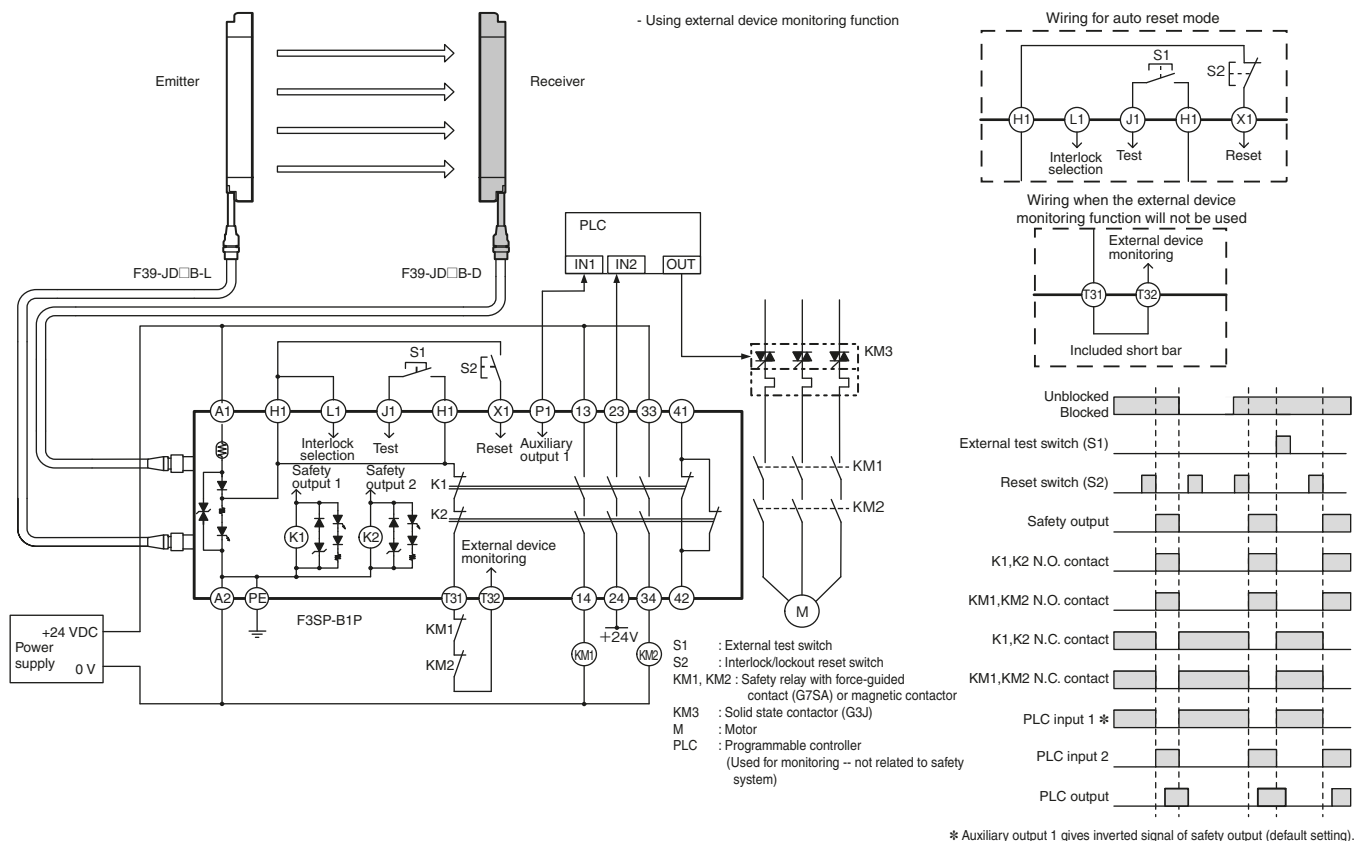 - Using external device monitoring function
Emitter
Receiver
F39-JD□B-L
F39-JD□B-D
PLC
IN1 IN2 OUT
KM3
S1
S2
A1 H1 L1 J1 H1 X1 P1 13 23 33 41
Interlock
selection
Test
Reset
Auxiliary
output 1
Safety
output 1
Safety
output 2
K1
K2
K1
K2
External device
monitoring
KM1
KM2
M
A2 PE T31 T32 14 24 34 42
F3SP-B1P
+24V
KM1
KM2
KM1
KM2
+24 VDC
Power
supply
0 V
S1 : External test switch
S2 : Interlock/lockout reset switch
KM1, KM2 : Safety relay with force-guided
contact (G7SA) or magnetic contactor
KM3 : Solid state contactor (G3J)
M : Motor
PLC : Programmable controller
(Used for monitoring -- not related to safety
system)
Wiring for auto reset mode
S1
S2
H1 L1 J1 H1 X1
Interlock
selection
Test
Reset
Wiring when the external device
monitoring function will not be used
External device
monitoring
T31 T32
Included short bar
Unblocked
Blocked
External test switch (S1)
Reset switch (S2)
Safety output
K1,K2 N.O. contact
KM1,KM2 N.O. contact
K1,K2 N.C. contact
KM1,KM2 N.C. contact
PLC input 1 ✻
PLC input 2
PLC output
✻ Auxiliary output 1 gives inverted signal of safety output (default setting).